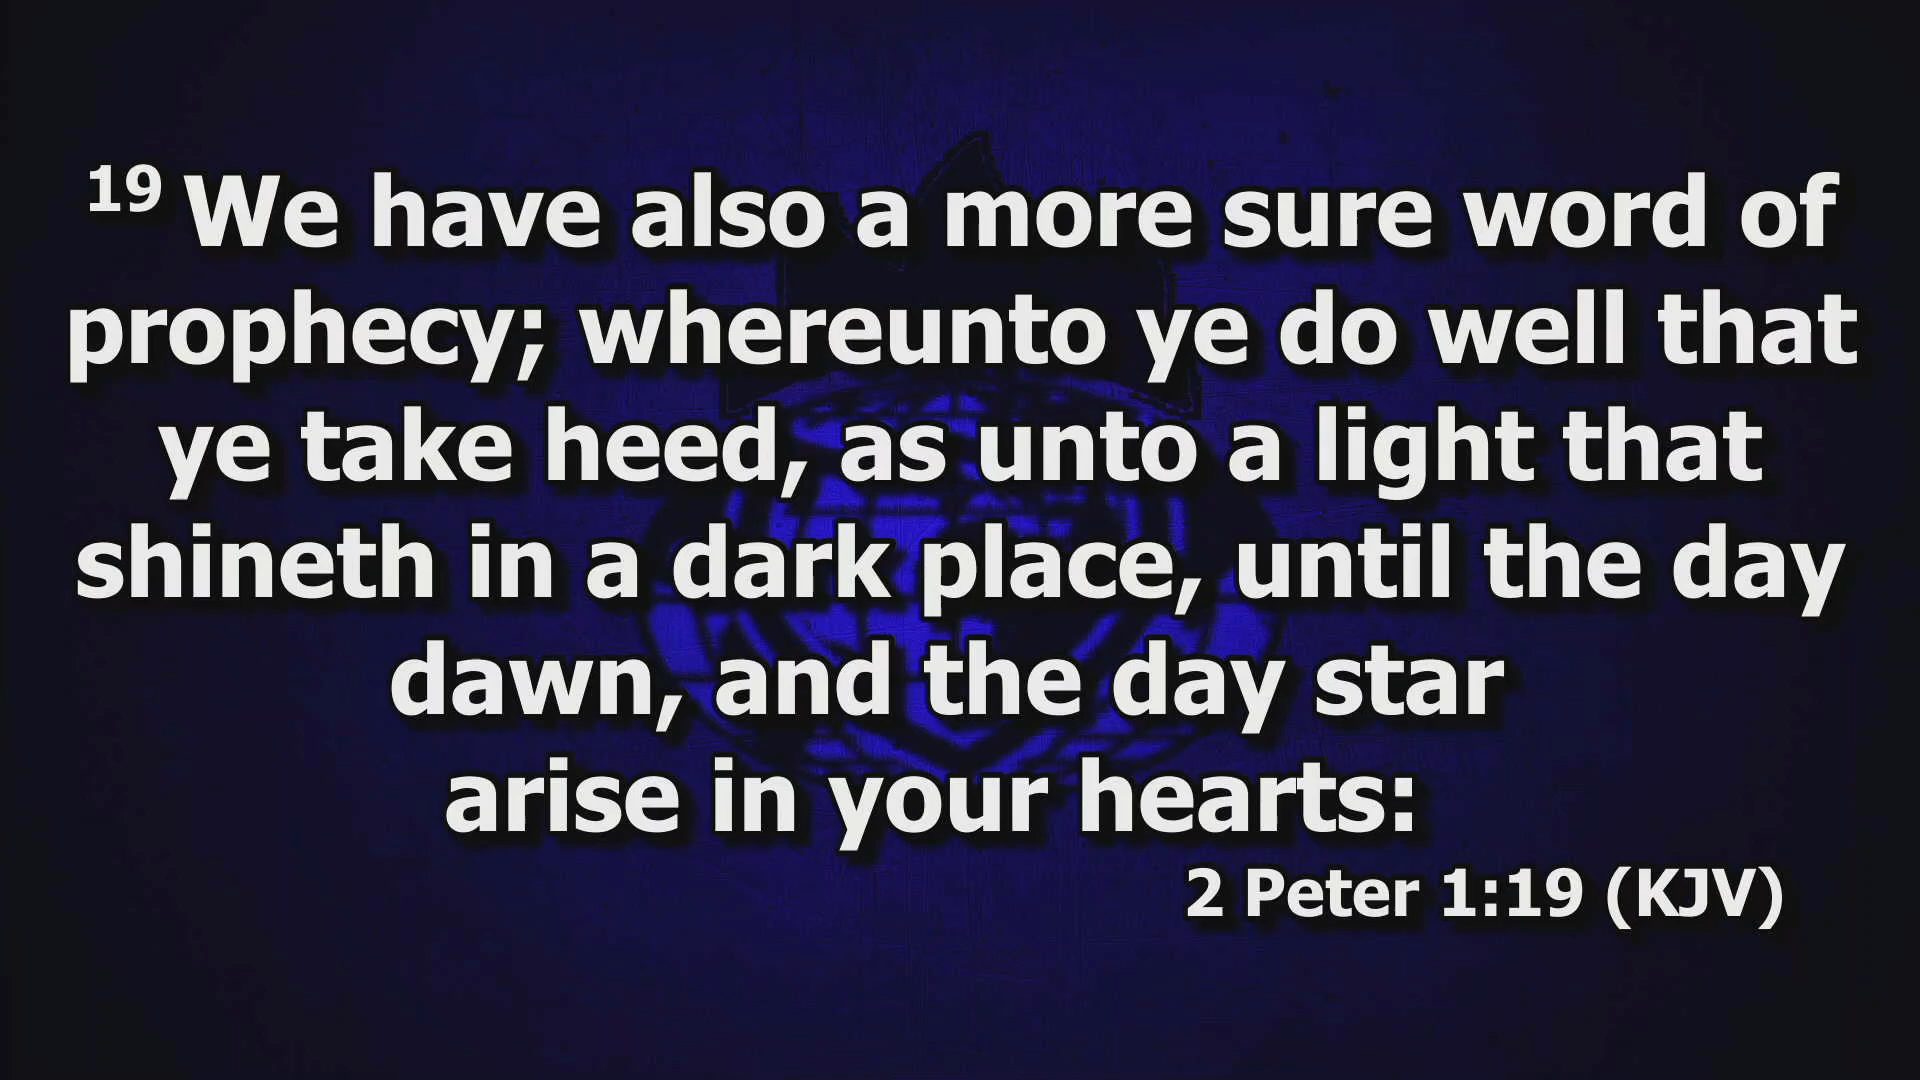 19 We have also a more sure word of
prophecy; whereunto ye do well that
ye take heed, as unto a light that
shineth in a dark place, until the day
dawn, and the day star
arise in your hearts:
2 Peter 1:19 (KJV)